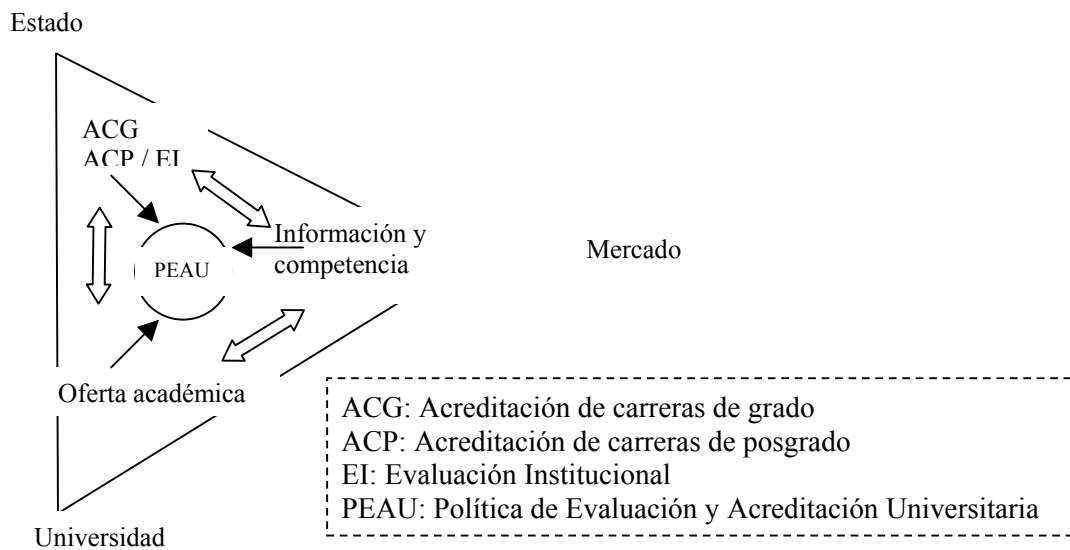 Estado
ACG
ACP / EI
Información y
competencia
Mercado
PEAU
Oferta académica
ACG: Acreditación de carreras de grado
ACP: Acreditación de carreras de posgrado
EI: Evaluación Institucional
PEAU: Política de Evaluación y Acreditación Universitaria
Universidad